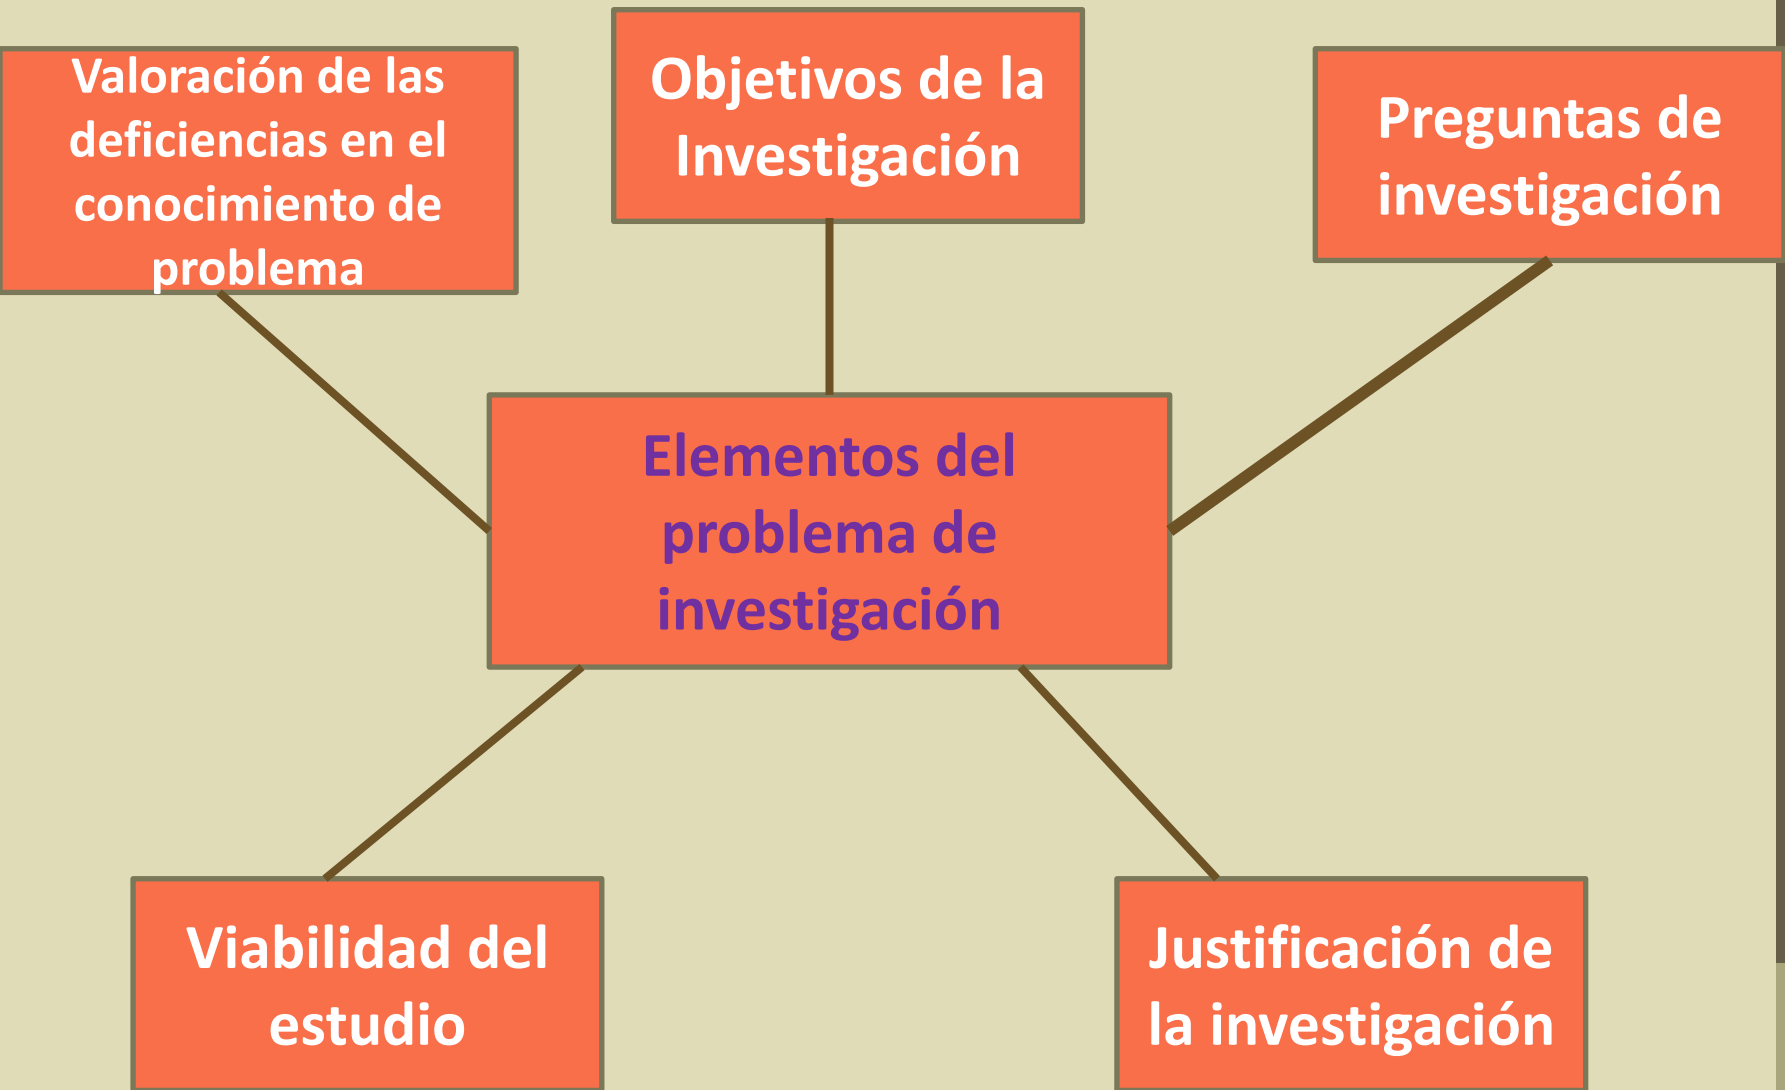 Valoración de las
deficiencias en el
conocimiento de
problema
Objetivos de la
Investigación
Preguntas de
investigación
Elementos del
problema de
investigación
Viabilidad del
estudio
Justificación de
la investigación